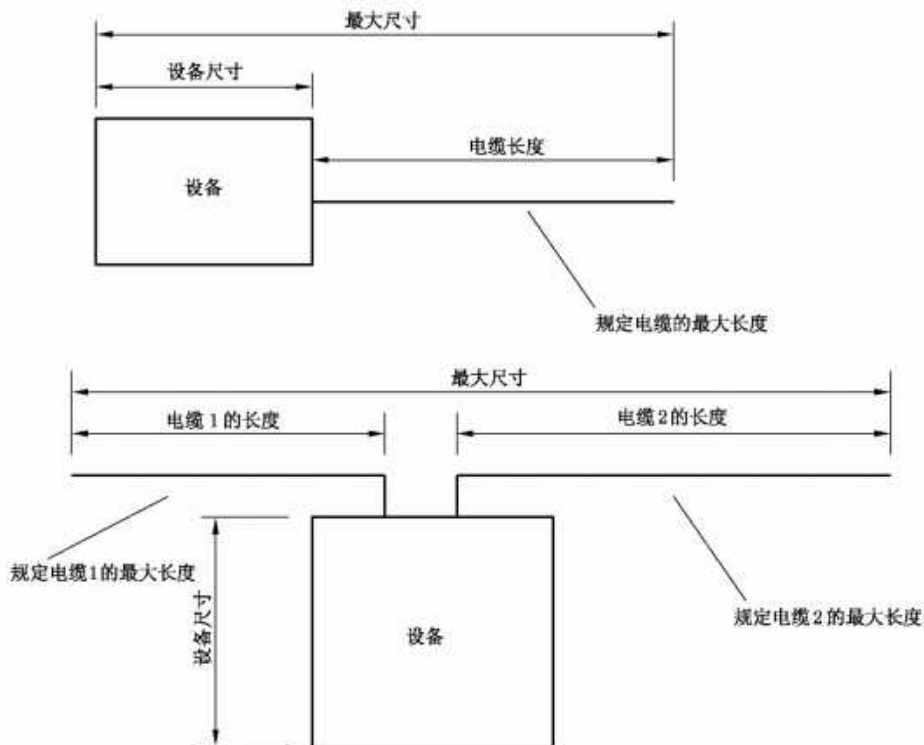 最大尺寸
设备尺寸
电缆长度
设备
规定电缆的最大长度
最大尺寸
电缆1的长度
电缆2的长度
规定电缆1的最大长度
设备尺寸
设备
规定电缆2的最大长度